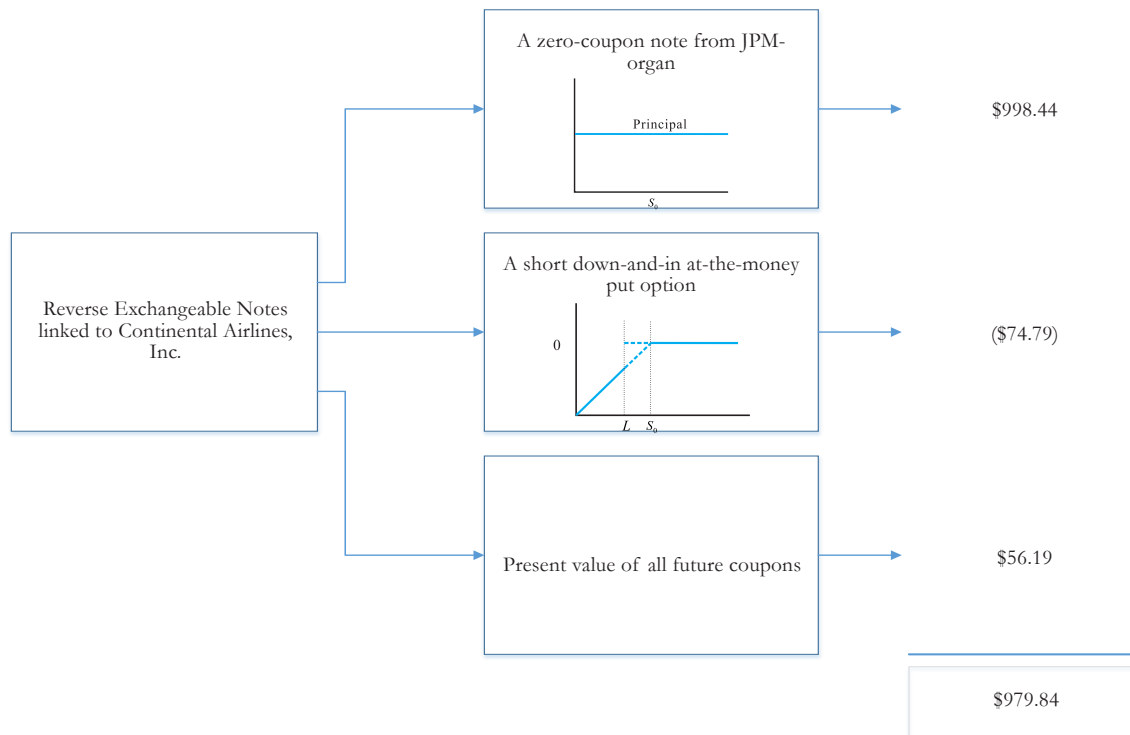 A zero-coupon note from JPM-
organ
Principal
S₀
$998.44
Reverse Exchangeable Notes
linked to Continental Airlines,
Inc.
A short down-and-in at-the-money
put option
0
L S₀
($74.79)
Present value of all future coupons
$56.19
$979.84